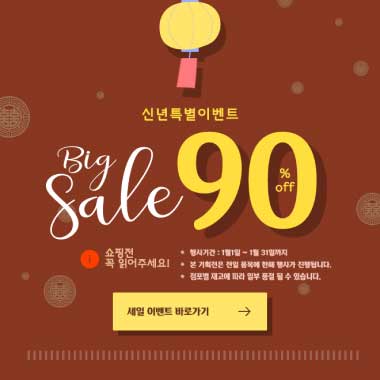 신년특별이벤트
Big
Sale
90
%
off
!
쇼핑전
꼭 읽어주세요!
• 행사기간 : 1월1일 ~ 1월 31일까지
• 본 기획전은 전일 품목에 한해 행사가 진행됩니다.
• 점포별 재고에 따라 일부 품절 될 수 있습니다.
세일 이벤트 바로가기 →